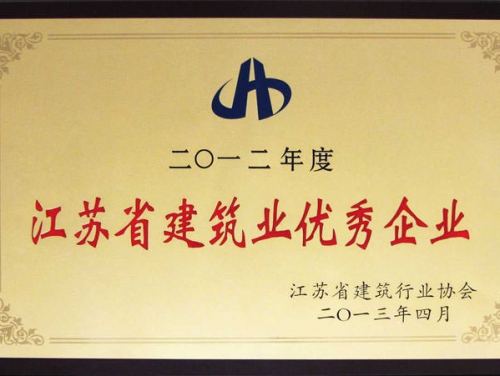 二〇一二年度
江苏省建筑业优秀企业
江苏省建筑行业协会
二〇一三年四月